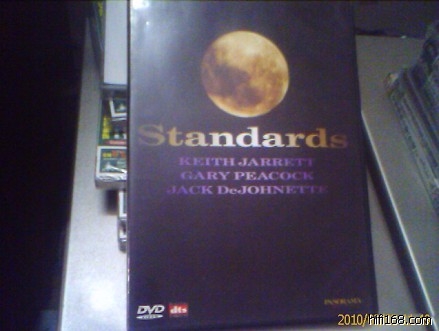 Standards
KEITH JARRETT
GARY PEACOCK
JACK DeJOHNETTE
DVD dts
2010/hifi168.com